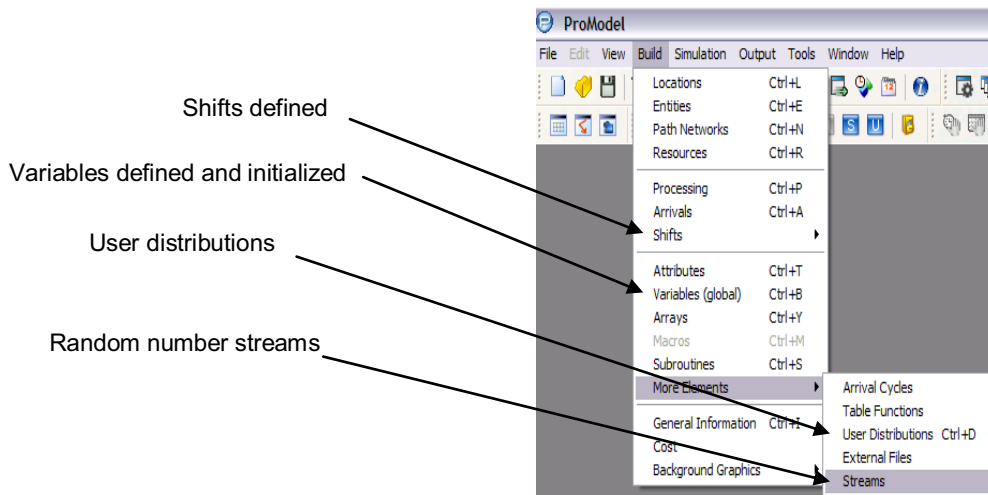 ProModel
File Edit View Build Simulation Output Tools Window Help
12
S U
Shifts defined
Variables defined and initialized
User distributions
Random number streams
Locations Ctrl+L
Entities Ctrl+E
Path Networks Ctrl+N
Resources Ctrl+R
Processing Ctrl+P
Arrivals Ctrl+A
Shifts
Attributes Ctrl+T
Variables (global) Ctrl+B
Arrays Ctrl+Y
Macros Ctrl+M
Subroutines Ctrl+S
More Elements
General Information Ctrl+I
Cost
Background Graphics
Arrival Cycles
Table Functions
User Distributions Ctrl+D
External Files
Streams